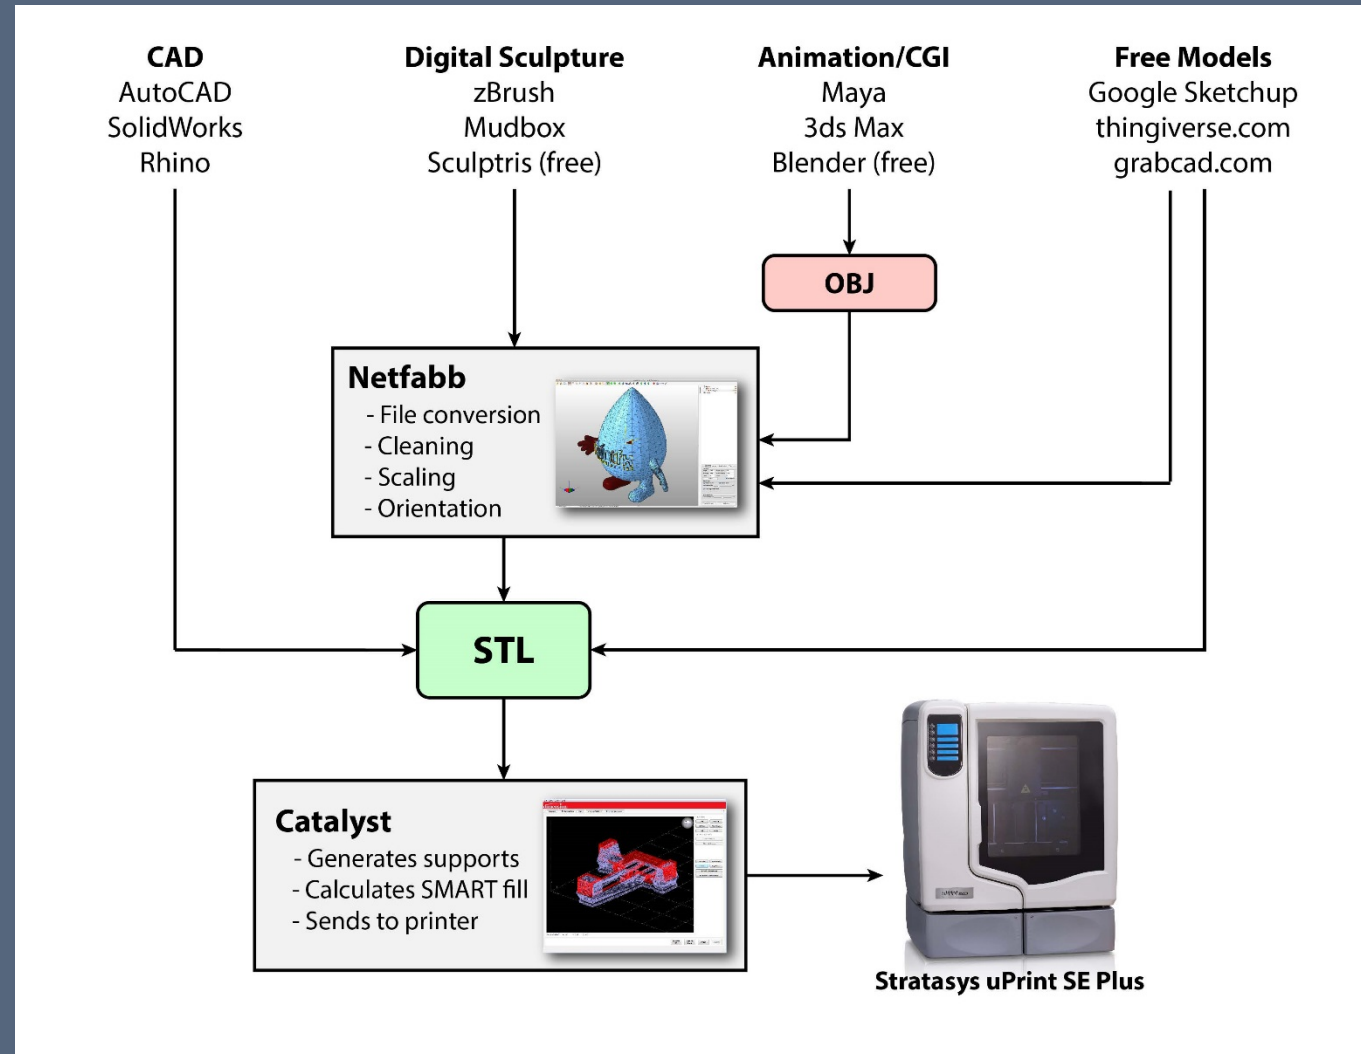 CAD
AutoCAD
SolidWorks
Rhino
Digital Sculpture
zBrush
Mudbox
Sculptris (free)
Animation/CGI
Maya
3ds Max
Blender (free)
Free Models
Google Sketchup
thingiverse.com
grabcad.com
OBJ
Netfabb
- File conversion
- Cleaning
- Scaling
- Orientation
STL
Catalyst
- Generates supports
- Calculates SMART fill
- Sends to printer
Stratasys uPrint SE Plus